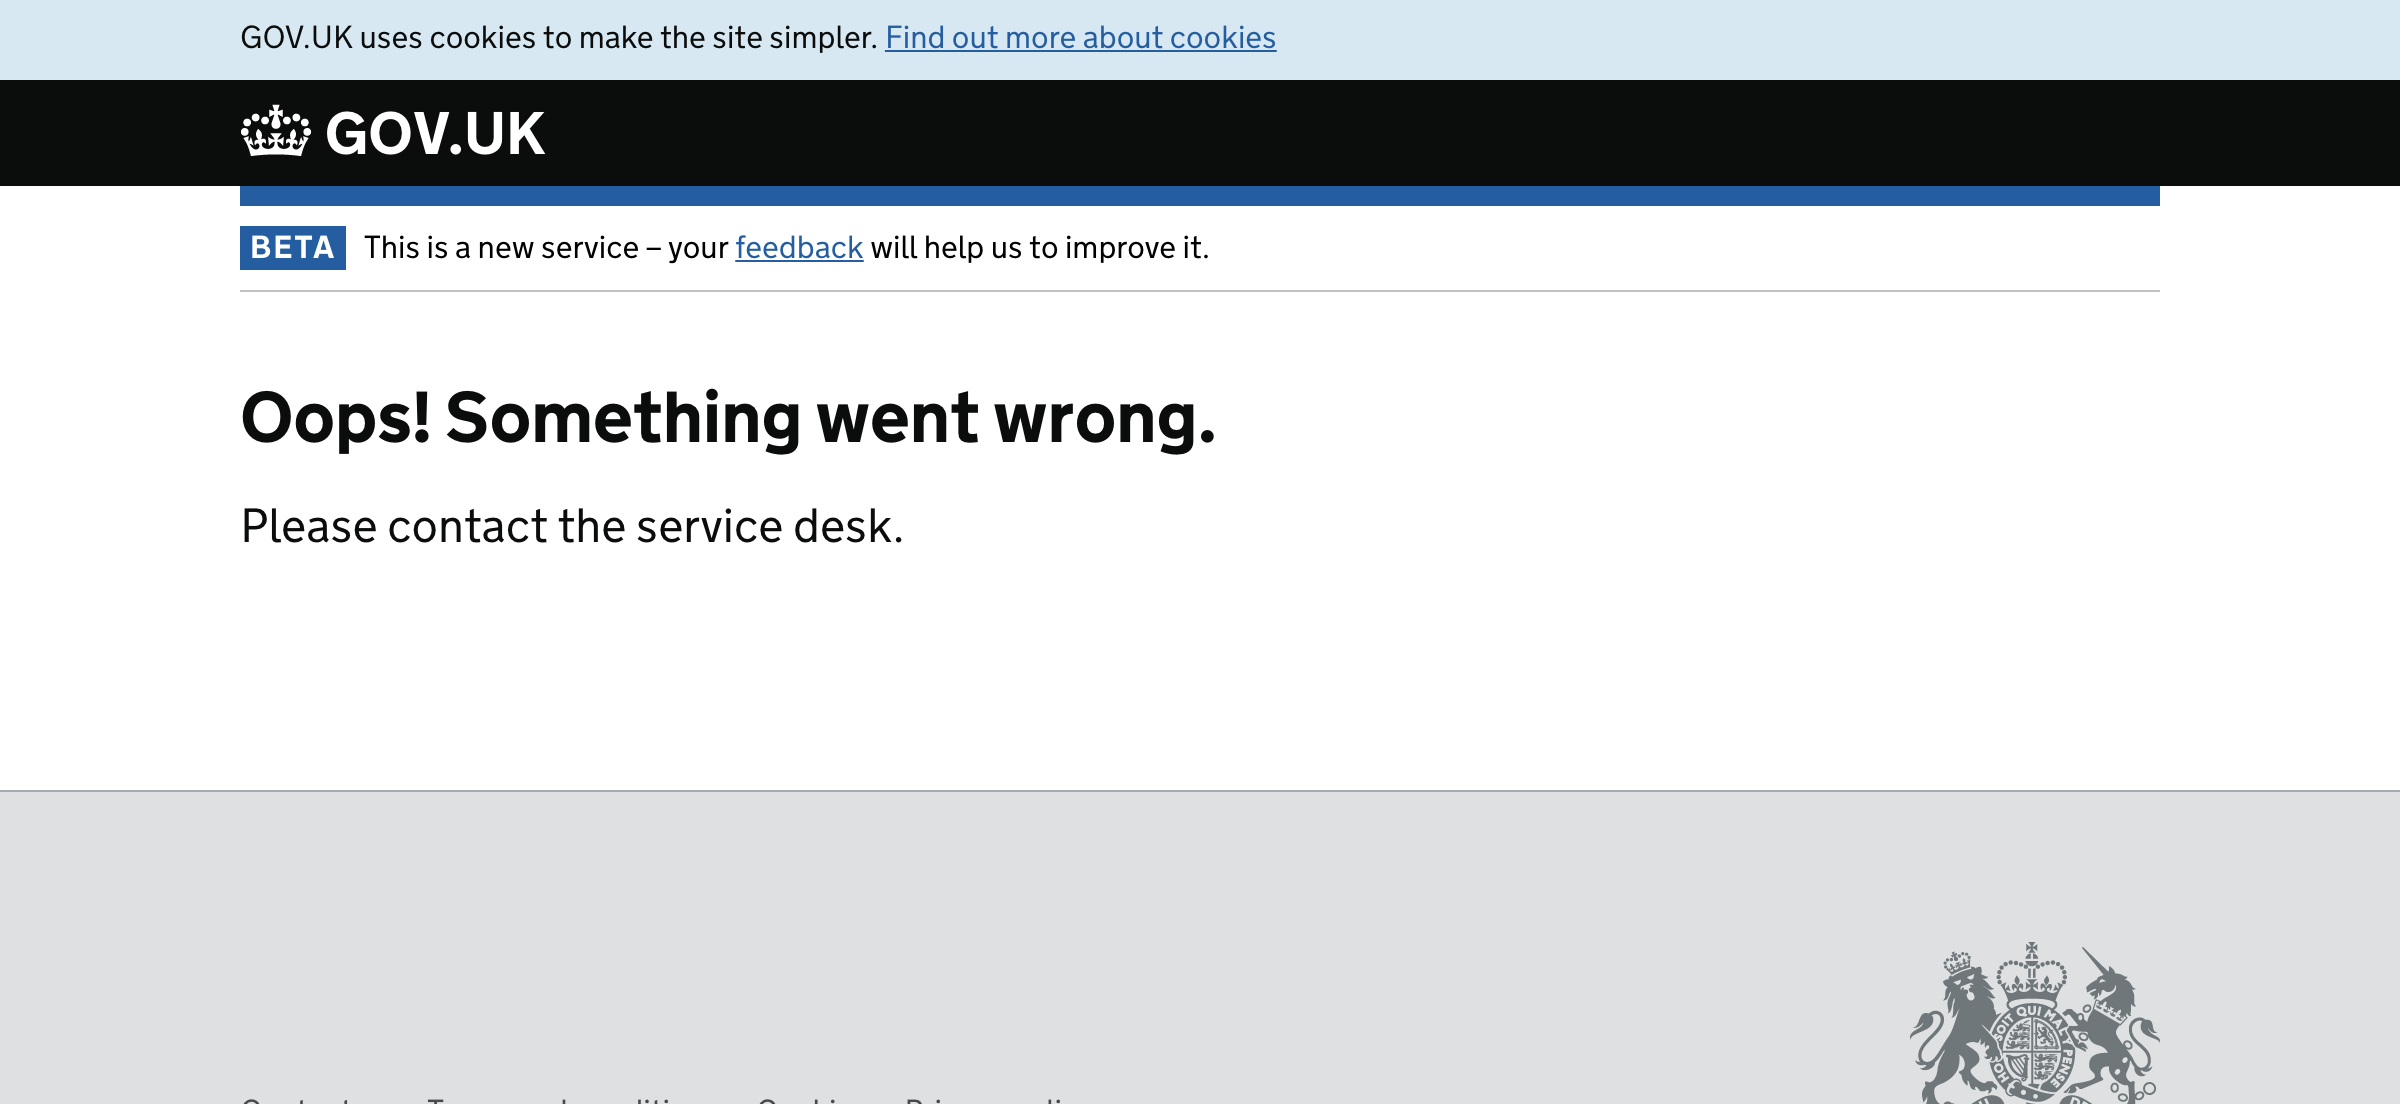 GOV.UK uses cookies to make the site simpler. Find out more about cookies
GOV.UK
BETA This is a new service – your feedback will help us to improve it.
Oops! Something went wrong.
Please contact the service desk.